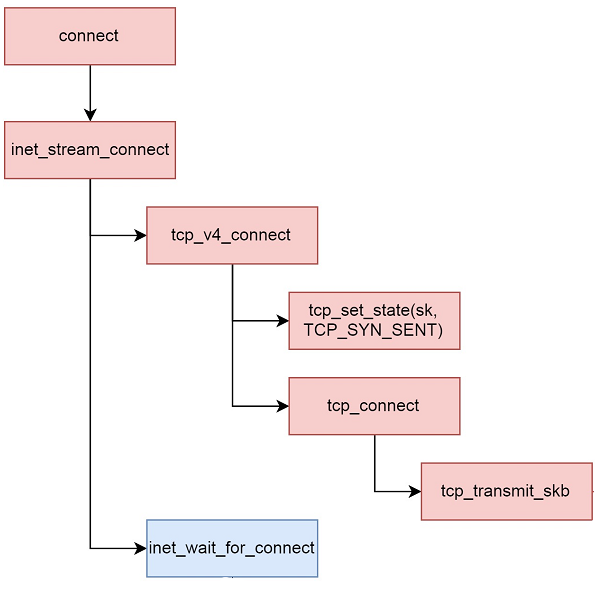 connect
inet_stream_connect
tcp_v4_connect
tcp_set_state(sk,
TCP_SYN_SENT)
tcp_connect
tcp_transmit_skb
inet_wait_for_connect